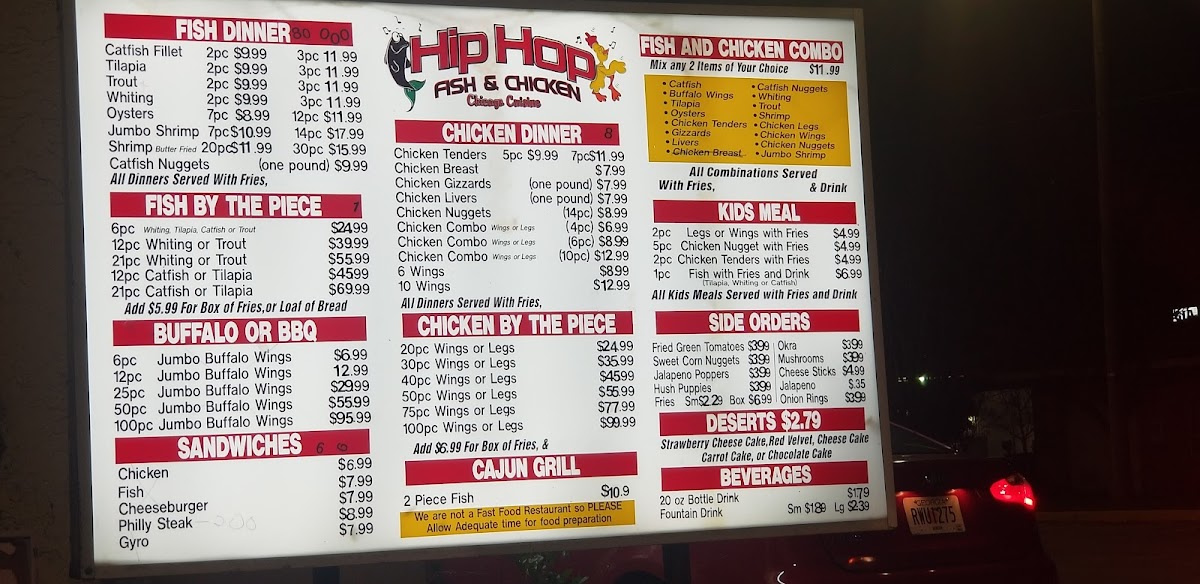 FISH DINNER 80 000
Catfish Fillet 2pc $9.99 3pc 11.99
Tilapia 2pc $9.99 3pc 11.99
Trout 2pc $9.99 3pc 11.99
Whiting 2pc $9.99 3pc 11.99
Oysters 7pc $8.99 12pc $11.99
Jumbo Shrimp 7pc$10.99 14pc $17.99
Shrimp Butter Fried 20pc$11.99 30pc $15.99
Catfish Nuggets (one pound) $9.99
All Dinners Served With Fries,
FISH BY THE PIECE 7
6pc Whiting, Tilapia, Catfish or Trout $24.99
12pc Whiting or Trout $39.99
21pc Whiting or Trout $55.99
12pc Catfish or Tilapia $45.99
21pc Catfish or Tilapia $69.99
Add $5.99 For Box of Fries,or Loaf of Bread
BUFFALO OR BBQ
6pc Jumbo Buffalo Wings $6.99
12pc Jumbo Buffalo Wings 12.99
25pc Jumbo Buffalo Wings $29.99
50pc Jumbo Buffalo Wings $55.99
100pc Jumbo Buffalo Wings $95.99
SANDWICHES 6
Chicken $6.99
Fish $7.99
Cheeseburger $7.99
Philly Steak $8.99
Gyro $7.99
Hip Hop
FISH & CHICKEN
Chicago Cuisine
CHICKEN DINNER 8
Chicken Tenders 5pc $9.99 7pc$11.99
Chicken Breast $7.99
Chicken Gizzards (one pound) $7.99
Chicken Livers (one pound) $7.99
Chicken Nuggets (14pc) $8.99
Chicken Combo Wings or Legs (4pc) $6.99
Chicken Combo Wings or Legs (6pc) $8.99
Chicken Combo Wings or Legs (10pc) $12.99
6 Wings $8.99
10 Wings $12.99
All Dinners Served With Fries,
CHICKEN BY THE PIECE
20pc Wings or Legs $24.99
30pc Wings or Legs $35.99
40pc Wings or Legs $45.99
50pc Wings or Legs $55.99
75pc Wings or Legs $77.99
100pc Wings or Legs $99.99
Add $6.99 For Box of Fries, &
CAJUN GRILL
2 Piece Fish $10.9
We are not a Fast Food Restaurant so PLEASE
Allow Adequate time for food preparation
FISH AND CHICKEN COMBO
Mix any 2 Items of Your Choice $11.99
• Catfish • Catfish Nuggets
• Buffalo Wings • Whiting
• Tilapia • Trout
• Oysters • Shrimp
• Chicken Tenders • Chicken Legs
• Gizzards • Chicken Wings
• Livers • Chicken Nuggets
• Chicken Breast • Jumbo Shrimp
All Combinations Served
With Fries, & Drink
KIDS MEAL
2pc Legs or Wings with Fries $4.99
5pc Chicken Nugget with Fries $4.99
2pc Chicken Tenders with Fries $4.99
1pc Fish with Fries and Drink $6.99
(Tilapia, Whiting or Catfish)
All Kids Meals Served with Fries and Drink
SIDE ORDERS
Fried Green Tomatoes $3.99 Okra $3.99
Sweet Corn Nuggets $3.99 Mushrooms $3.99
Jalapeno Poppers $3.99 Cheese Sticks $4.99
Hush Puppies $3.99 Jalapeno $.35
Fries Sm$2.29 Box $6.99 Onion Rings $3.99
DESERTS $2.79
Strawberry Cheese Cake,Red Velvet, Cheese Cake
Carrot Cake, or Chocolate Cake
BEVERAGES
20 oz Bottle Drink $1.79
Fountain Drink Sm $1.89 Lg $2.39